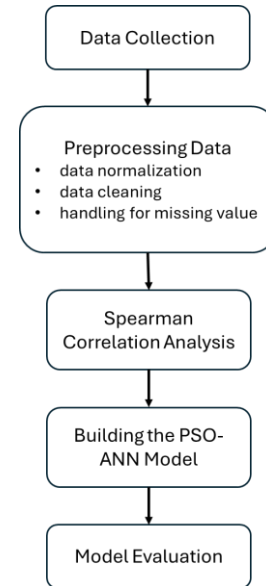 Data Collection
Preprocessing Data
• data normalization
• data cleaning
• handling for missing value
Spearman
Correlation Analysis
Building the PSO-
ANN Model
Model Evaluation